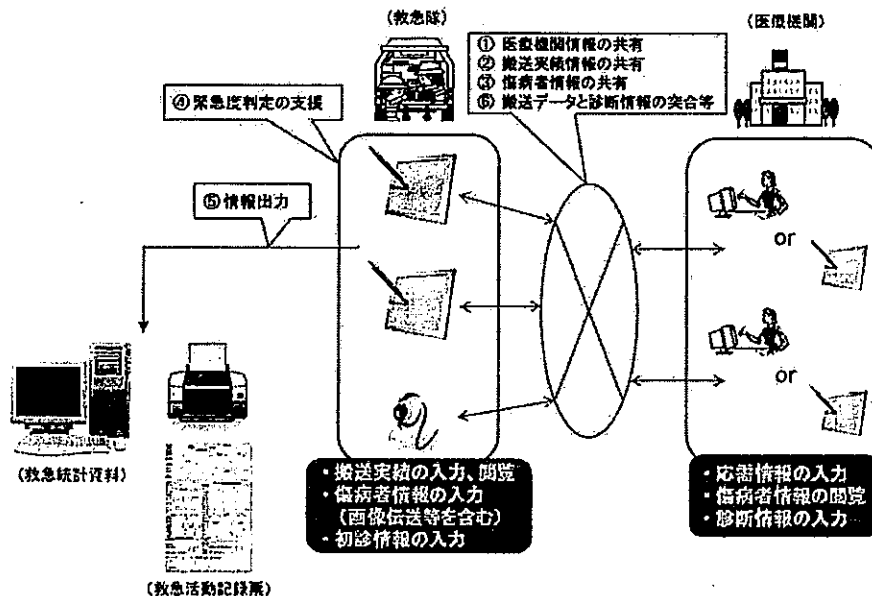 (救急隊)
(医療機関)
① 医療機関情報の共有
② 搬送実績情報の共有
③ 傷病者情報の共有
⑥ 搬送データと診断情報の突合等
④緊急度判定の支援
⑤情報出力
or
or
(救急統計資料)
(救急活動記録票)
・搬送実績の入力、閲覧
・傷病者情報の入力
(画像伝送等を含む)
・初診情報の入力
・応需情報の入力
・傷病者情報の閲覧
・診断情報の入力